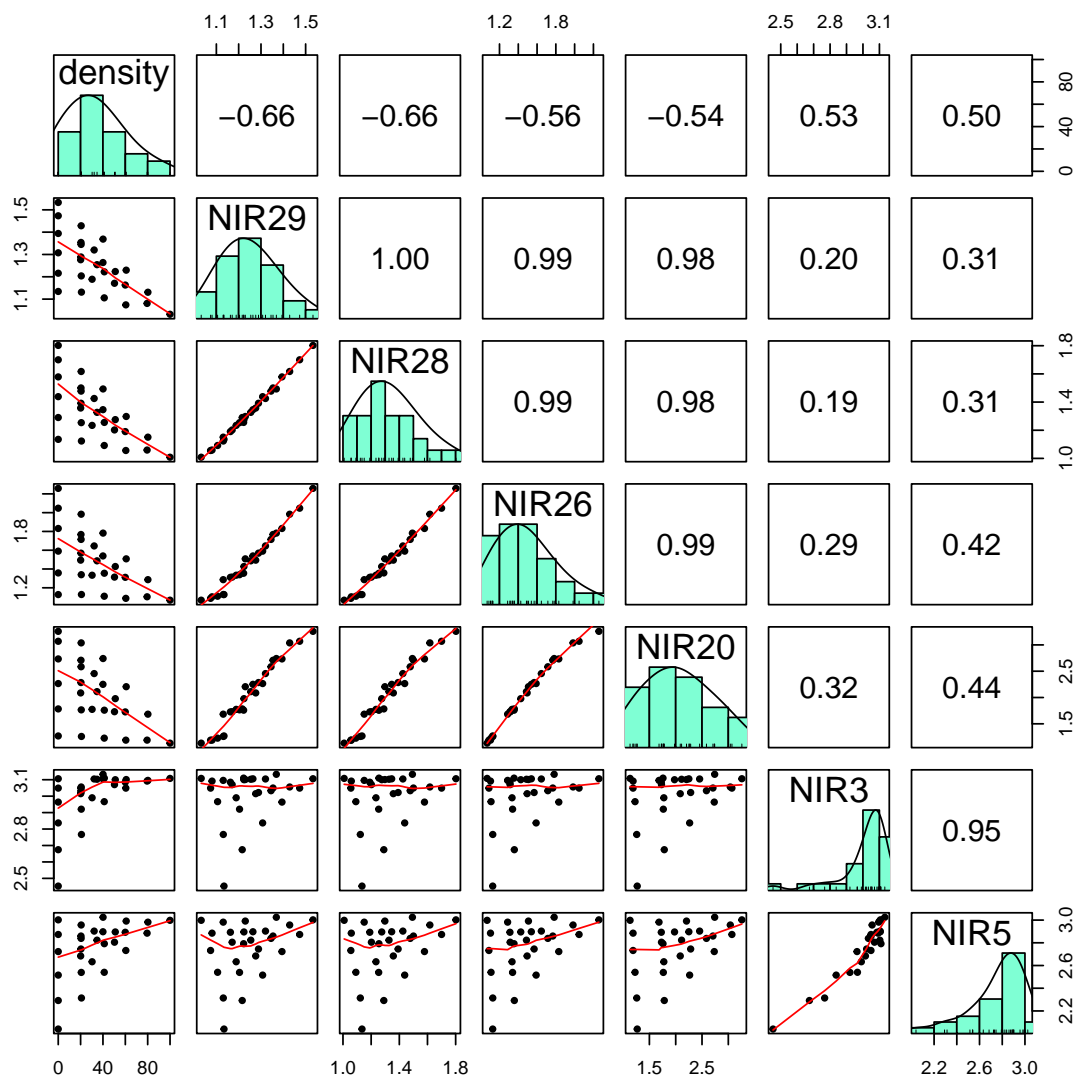 1.1 1.3 1.5 1.2 1.8 2.5 2.8 3.1
density −0.66 −0.66 −0.56 −0.54 0.53 0.50 0 40 80
1.1 1.3 1.5 NIR29 1.00 0.99 0.98 0.20 0.31
NIR28 0.99 0.98 0.19 0.31 1.0 1.4 1.8
1.2 1.8 NIR26 0.99 0.29 0.42
NIR20 0.32 0.44 1.5 2.5
2.5 2.8 3.1 NIR3 0.95
NIR5 2.2 2.6 3.0
0 40 80 1.0 1.4 1.8 1.5 2.5 2.2 2.6 3.0